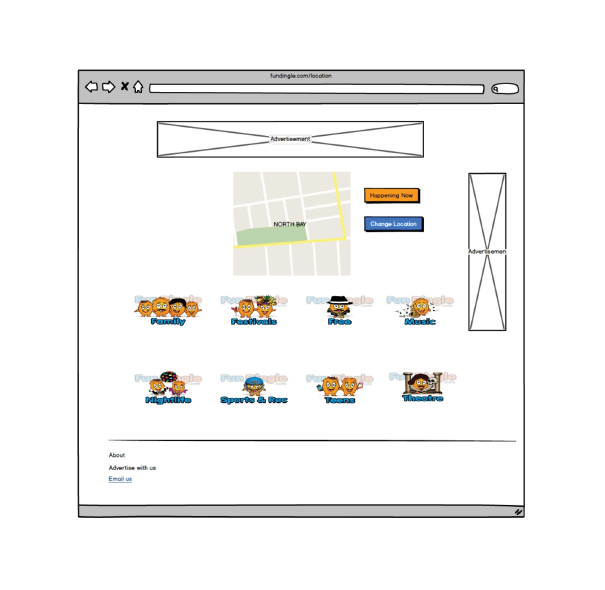 fundingle.com/location
Advertisement
Happening Now
NORTH BAY
Change Location
Advertisemen
Family
Festivals
Free
Music
Nightlife
Sports & Rec
Teens
Theatre
About
Advertise with us
Email us